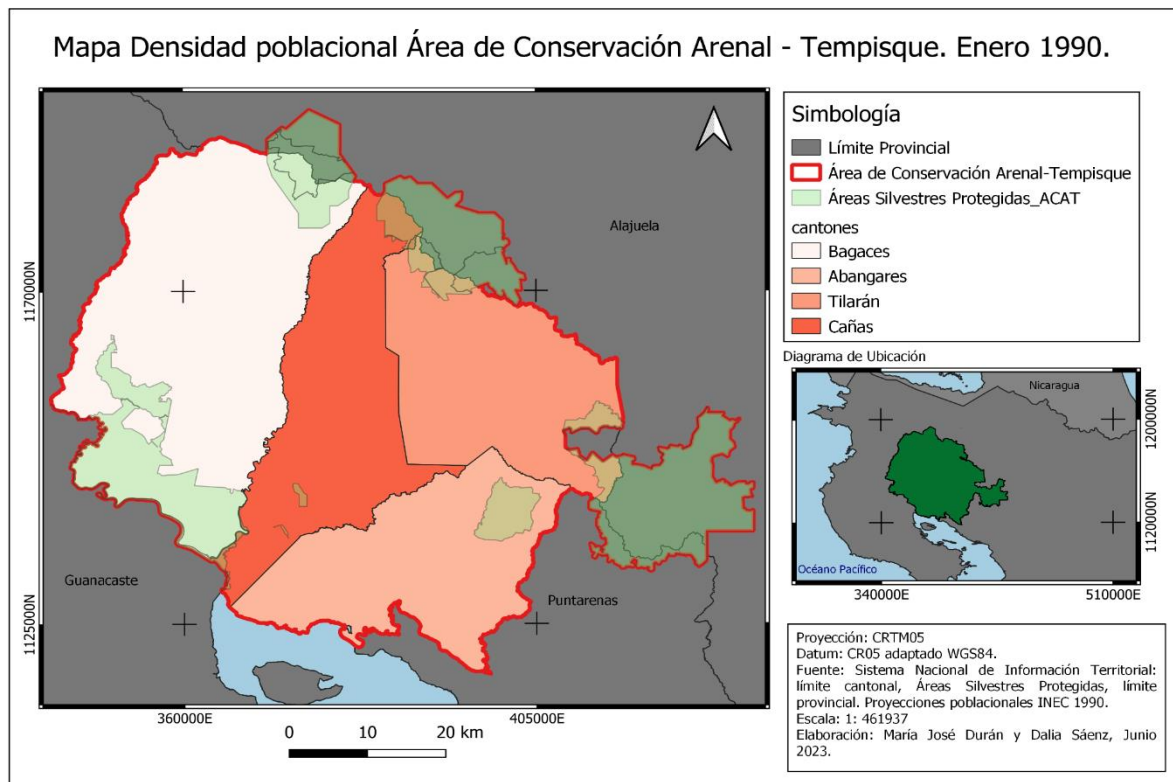 Mapa Densidad poblacional Área de Conservación Arenal - Tempisque. Enero 1990.
Alajuela
Guanacaste
Puntarenas
1170000N
1125000N
360000E
405000E
0 10 20 km
Simbología
Límite Provincial
Área de Conservación Arenal-Tempisque
Áreas Silvestres Protegidas_ACAT
cantones
Bagaces
Abangares
Tilarán
Cañas
Diagrama de Ubicación
Nicaragua
Océano Pacífico
1200000N
1120000N
340000E
510000E
Proyección: CRTM05
Datum: CR05 adaptado WGS84.
Fuente: Sistema Nacional de Información Territorial:
límite cantonal, Áreas Silvestres Protegidas, límite
provincial. Proyecciones poblacionales INEC 1990.
Escala: 1: 461937
Elaboración: María José Durán y Dalia Sáenz, Junio
2023.